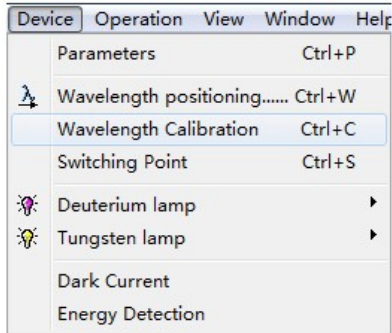 Device Operation View Window Help
Parameters Ctrl+P
Wavelength positioning...... Ctrl+W
Wavelength Calibration Ctrl+C
Switching Point Ctrl+S
Deuterium lamp
Tungsten lamp
Dark Current
Energy Detection